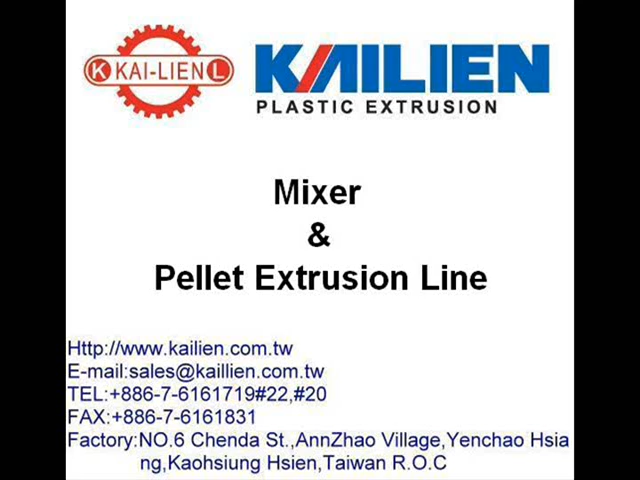 K KAI-LIEN L
KAILIEN
PLASTIC EXTRUSION
Mixer
&
Pellet Extrusion Line
Http://www.kailien.com.tw
E-mail:sales@kaillien.com.tw
TEL:+886-7-6161719#22,#20
FAX:+886-7-6161831
Factory:NO.6 Chenda St.,AnnZhao Village,Yenchao Hsia
ng,Kaohsiung Hsien,Taiwan R.O.C